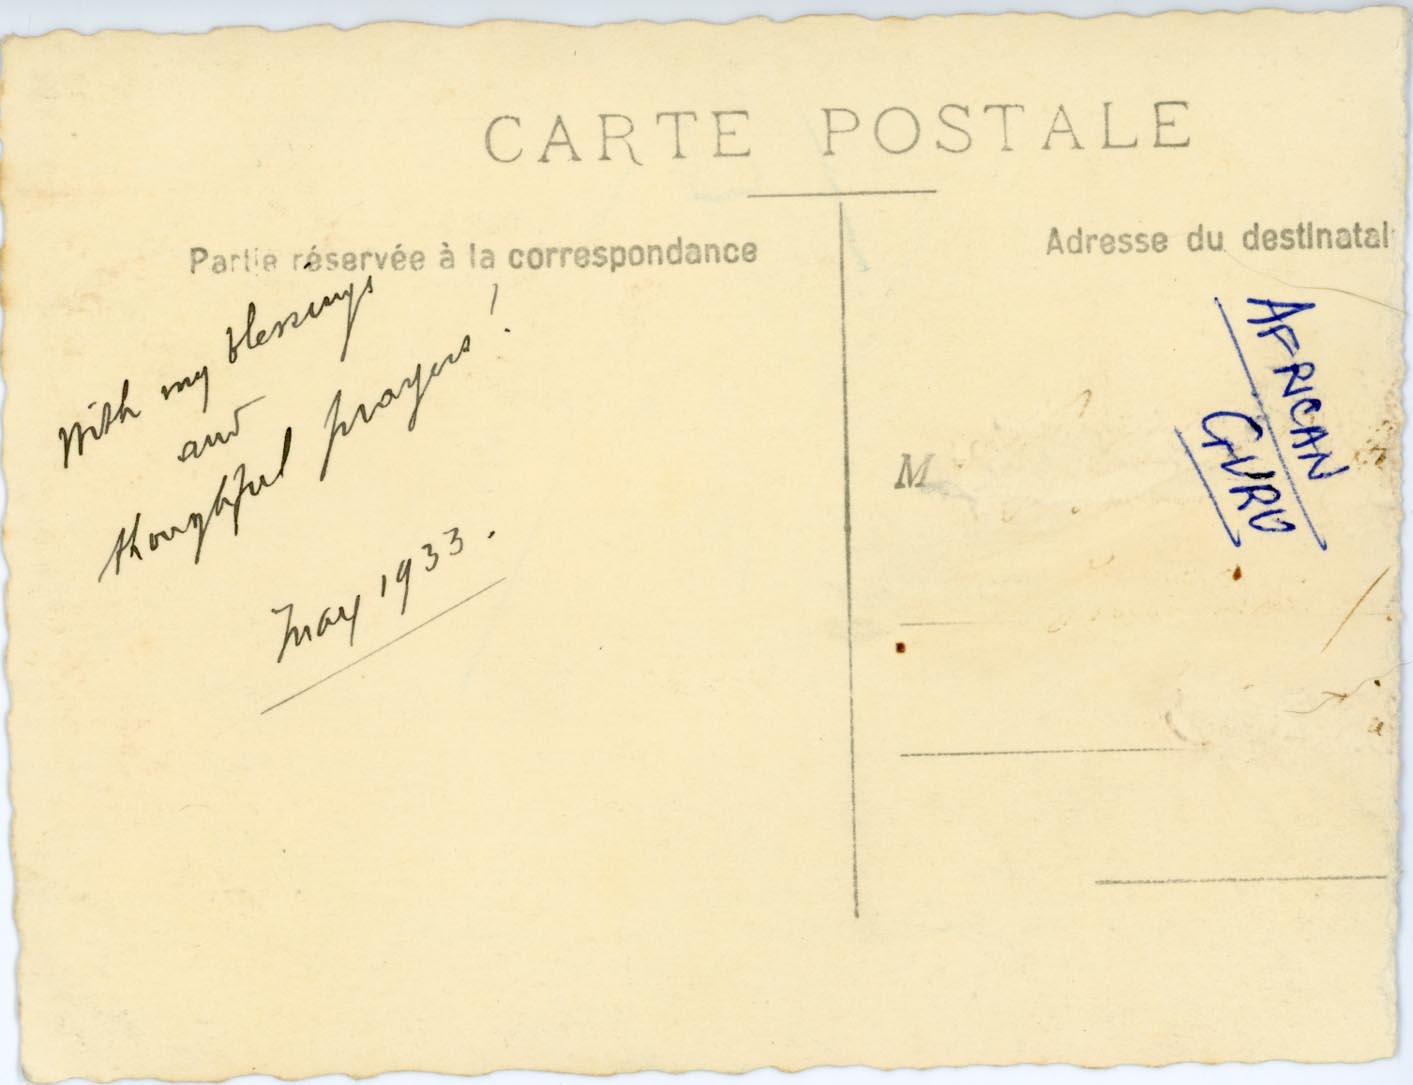 CARTE POSTALE
Partie réservée à la correspondance
Adresse du destinatai
With my blessings
and
thoughtful prayers!
May 1933.
M
AFRICAN
GURU